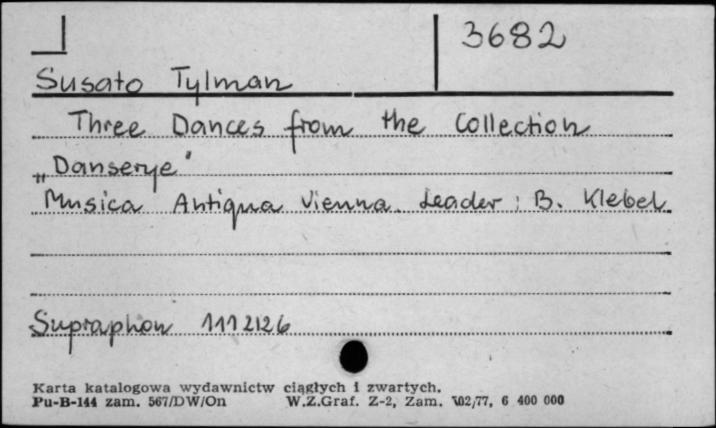 3682
Susato Tylman
Three Dances from the Collection
„Danserye"
Musica Antiqua Vienna. Leader: B. Klebel
Supraphon 1112126
Karta katalogowa wydawnictw ciągłych i zwartych.
Pu-B-144 zam. 567/DW/On W.Z.Graf. Z-2, Zam. 102/77, 6 400 000